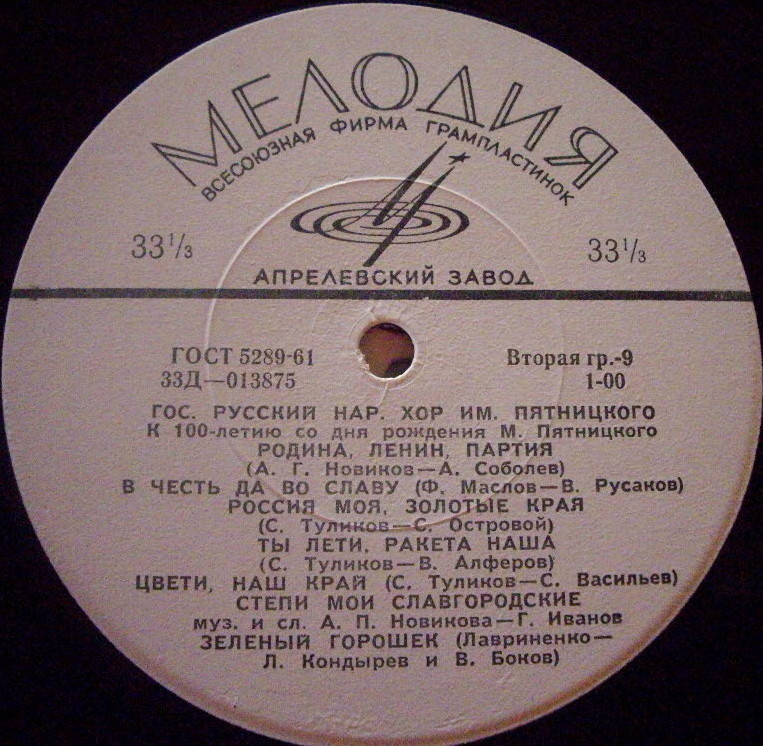 МЕЛОДИЯ
ВСЕСОЮЗНАЯ ФИРМА ГРАМПЛАСТИНОК
33⅓ 33⅓
АПРЕЛЕВСКИЙ ЗАВОД
ГОСТ 5289-61 Вторая гр.-9
33Д—013875 1-00
ГОС. РУССКИЙ НАР. ХОР ИМ. ПЯТНИЦКОГО
К 100-летию со дня рождения М. Пятницкого
РОДИНА, ЛЕНИН, ПАРТИЯ
(А. Г. Новиков—А. Соболев)
В ЧЕСТЬ ДА ВО СЛАВУ (Ф. Маслов—В. Русаков)
РОССИЯ МОЯ, ЗОЛОТЫЕ КРАЯ
(С. Туликов—С. Островой)
ТЫ ЛЕТИ, РАКЕТА НАША
(С. Туликов—В. Алферов)
ЦВЕТИ, НАШ КРАЙ (С. Туликов—С. Васильев)
СТЕПИ МОИ СЛАВГОРОДСКИЕ
муз. и сл. А. П. Новикова—Г. Иванов
ЗЕЛЕНЫЙ ГОРОШЕК (Лавриненко—
Л. Кондырев и В. Боков)